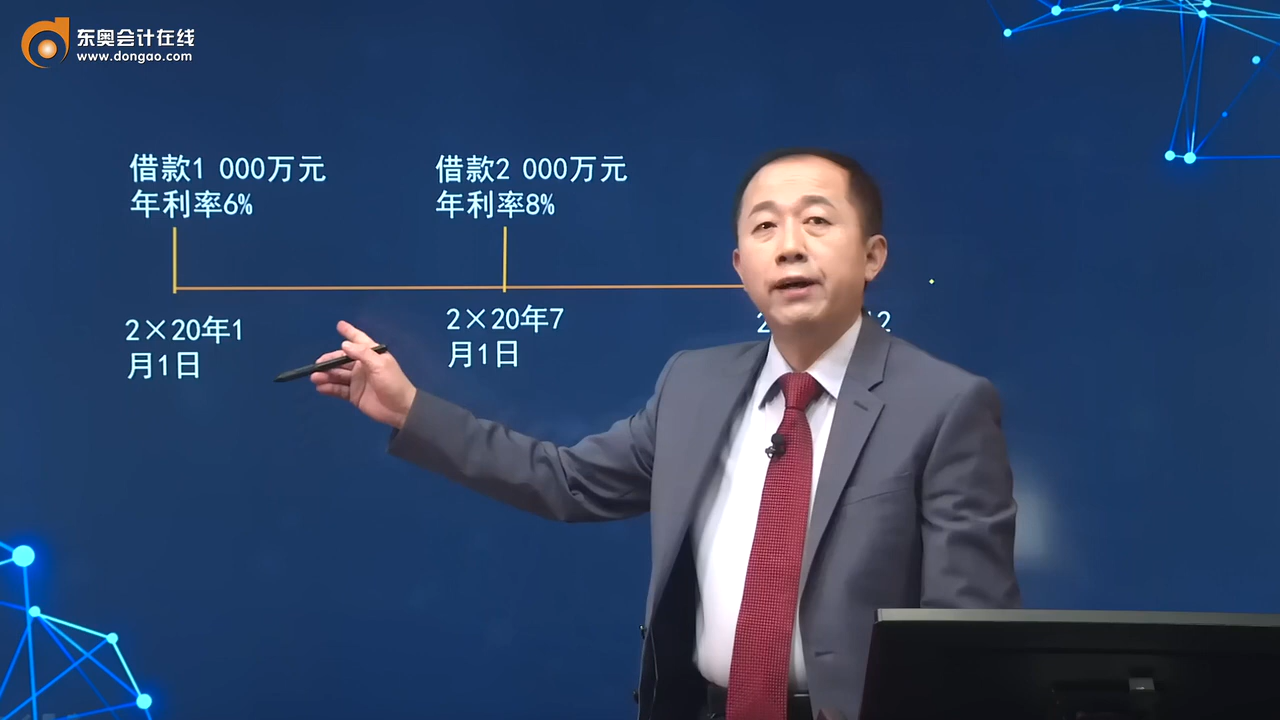 东奥会计在线
www.dongao.com
借款1 000万元
年利率6%
借款2 000万元
年利率8%
2×20年1
月1日
2×20年7
月1日
2
12